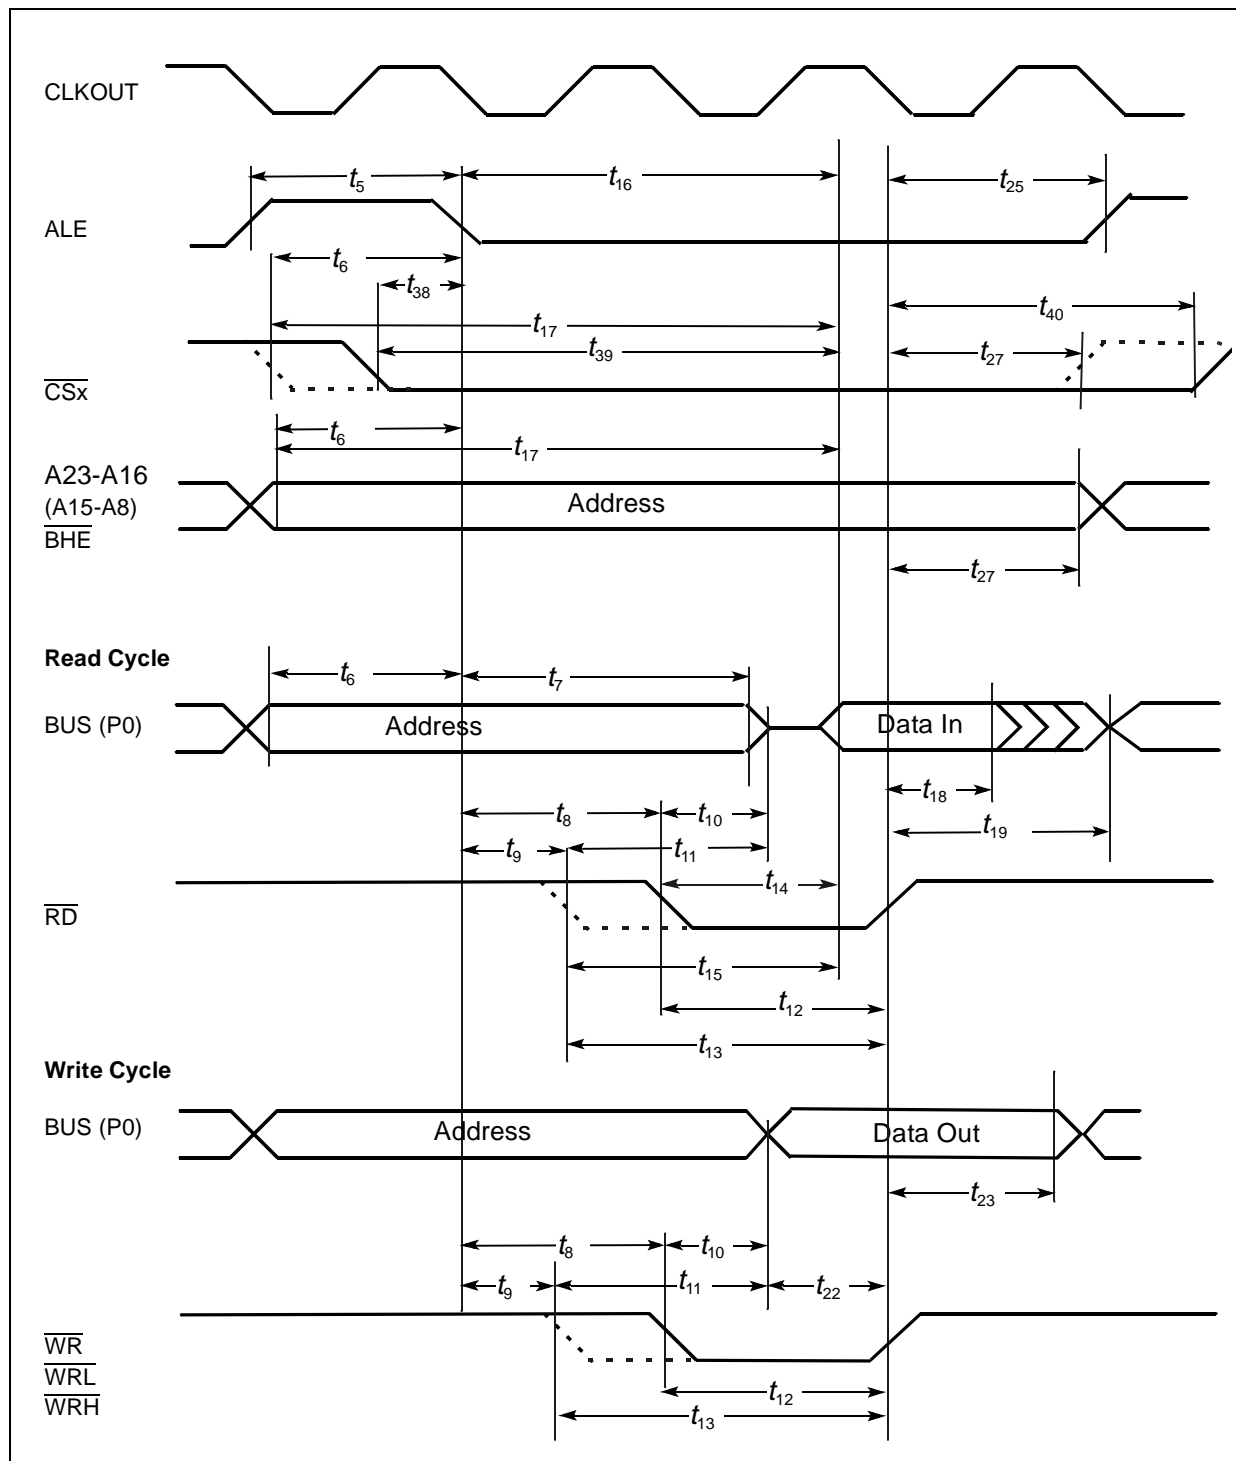 CLKOUT
t5 t16 t25
ALE
t6
t38
t17 t40
t39 t27
CSx
t6
t17
A23-A16
(A15-A8) Address
BHE
t27
Read Cycle
t6 t7
BUS (P0) Address Data In
t18
t8 t10
t19
t9 t11
t14
RD
t15
t12
t13
Write Cycle
BUS (P0) Address Data Out
t23
t8 t10
t9 t11 t22
WR
WRL
t12
WRH
t13